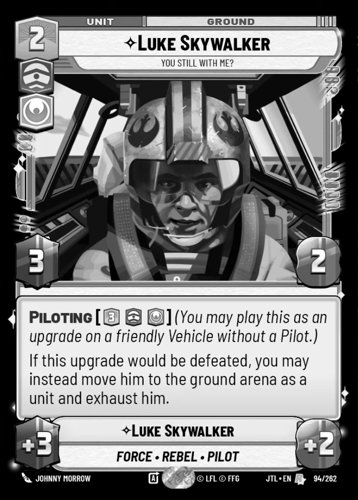 UNIT
GROUND
2
✧LUKE SKYWALKER
YOU STILL WITH ME?
3
2
PILOTING [3] (You may play this as an
upgrade on a friendly Vehicle without a Pilot.)
If this upgrade would be defeated, you may
instead move him to the ground arena as a
unit and exhaust him.
✧LUKE SKYWALKER
+3
FORCE • REBEL • PILOT
+2
JOHNNY MORROW
A
© LFL © FFG
JTL • EN
94/262